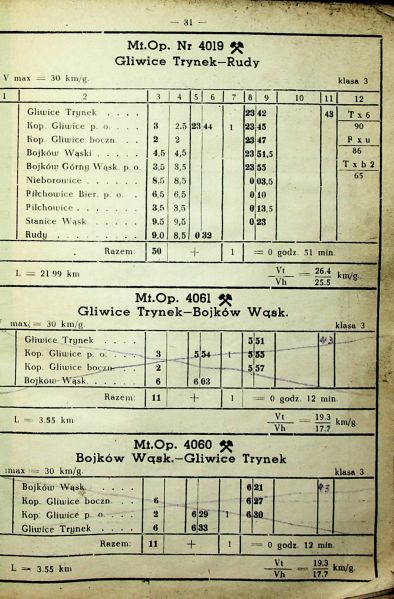 — 31 —
Mt.Op. Nr 4019
Gliwice Trynek—Rudy
V max = 30 km/g. klasa 3
1 2 3 4 5 6 7 8 9 10 11 12
Gliwice Trynek . . . . 23 42 43 T x 6
Kop. Gliwice p. o. . . . 3 2.5 23 44 1 23 45 90
Kop. Gliwice boczn. . . 2 2 23 47 P x u
Bojków Wąski . . . . 4,5 4,5 23 51,5 86
Bojków Górny Wąsk. p.o. 3,5 3,5 23 55 T x b 2
Nieborowice . . . . . 8,5 8,5 0 03,5 65
Pilchowice Bier. p. o. . 6,5 6,5 0 10
Pilchowice . . . . . 3,5 3,5 0 13,5
Stanice Wąsk. . . . . 9.5 9,5 0 23
Rudy . . . . . . . 9,0 8,5 0 32
Razem: 50 + 1 = 0 godz. 51 min.
L = 21.99 km Vt/Vh = 26.4/25.5 km/g.
Mt.Op. 4061
Gliwice Trynek—Bojków Wąsk.
V max = 30 km/g. klasa 3
Gliwice Trynek . . . . 5 51 43
Kop. Gliwice p. o. . . . 3 5 54 1 5 55
Kop. Gliwice boczn. . . 2 5 57
Bojków Wąsk. . . . . 6 6 03
Razem: 11 + 1 = 0 godz. 12 min.
L = 3.55 km Vt/Vh = 19.3/17.7 km/g.
Mt.Op. 4060
Bojków Wąsk.—Gliwice Trynek
max = 30 km/g. klasa 3
Bojków Wąsk. . . . . 6 21 43
Kop. Gliwice boczn. . . 6 6 27
Kop. Gliwice p. o. . . . 2 6 29 1 6 30
Gliwice Trynek . . . . 6 6 33
Razem: 11 + 1 = 0 godz. 12 min.
L = 3.55 km Vt/Vh = 19.3/17.7 km/g.